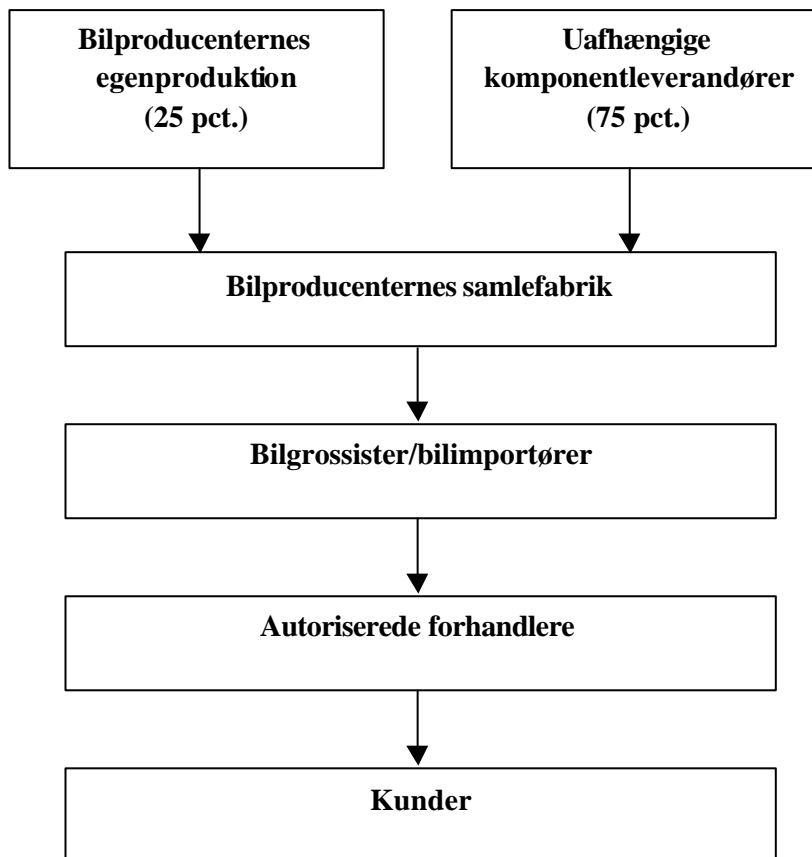 Bilproducenternes
egenproduktion
(25 pct.)
Uafhængige
komponentleverandører
(75 pct.)
Bilproducenternes samlefabrik
Bilgrossister/bilimportører
Autoriserede forhandlere
Kunder